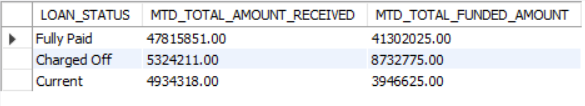 LOAN_STATUS MTD_TOTAL_AMOUNT_RECEIVED MTD_TOTAL_FUNDED_AMOUNT
Fully Paid 47815851.00 41302025.00
Charged Off 5324211.00 8732775.00
Current 4934318.00 3946625.00